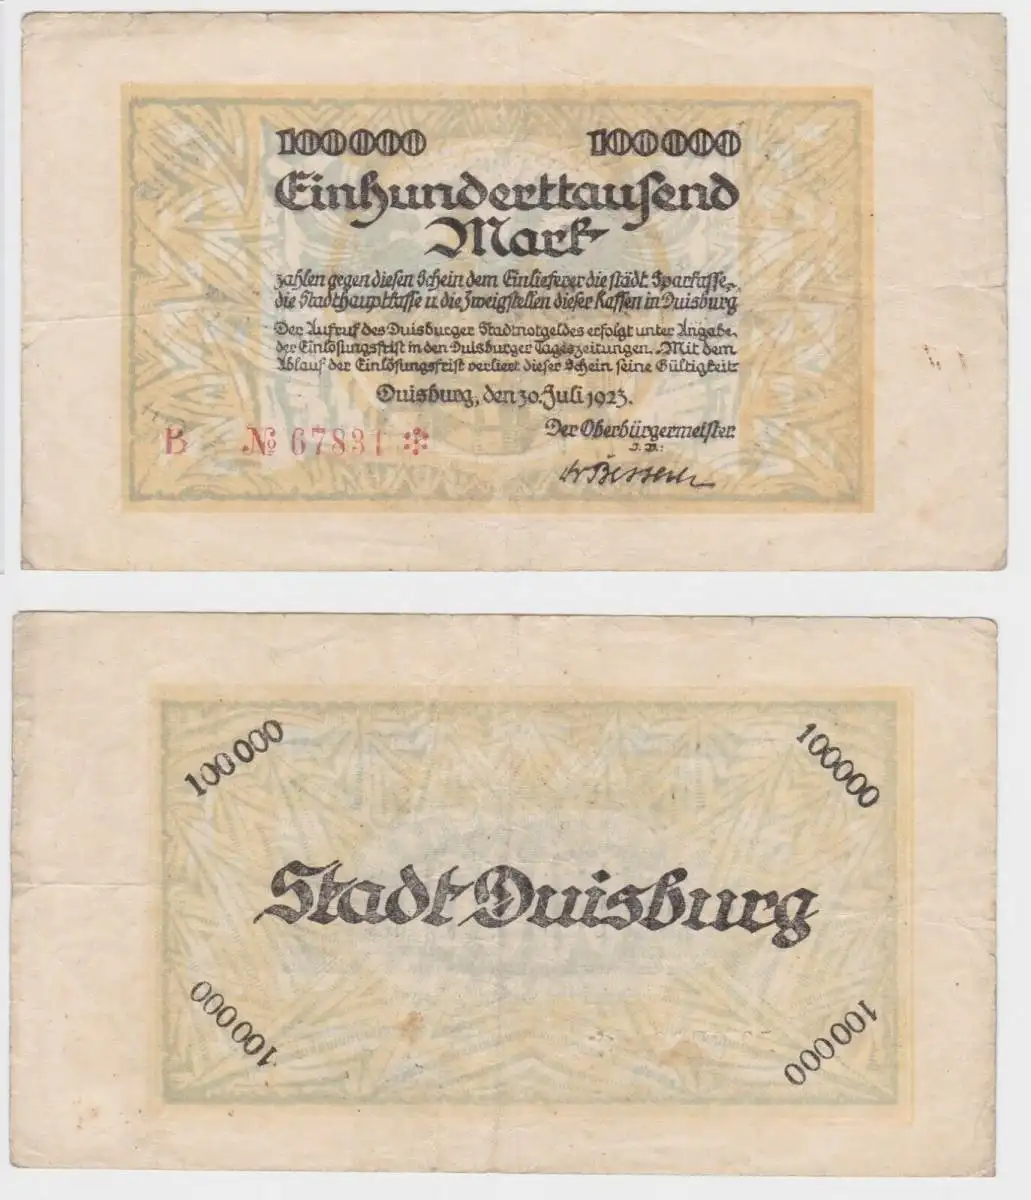 100000 100000
Einhunderttausend
Mark
zahlen gegen diesen Schein dem Einlieferer die städt. Sparkasse,
die Stadthauptkasse u. die Zweigstellen dieser Kassen in Duisburg
Der Aufruf des Duisburger Stadtnotgeldes erfolgt unter Angabe
der Einlösungsfrist in den Duisburger Tageszeitungen. Mit dem
Ablauf der Einlösungsfrist verliert dieser Schein seine Gültigkeit
Duisburg, den 30. Juli 1923.
Der Oberbürgermeister
J. V.:
B № 67831
100000 100000
Stadt Duisburg
100000 100000